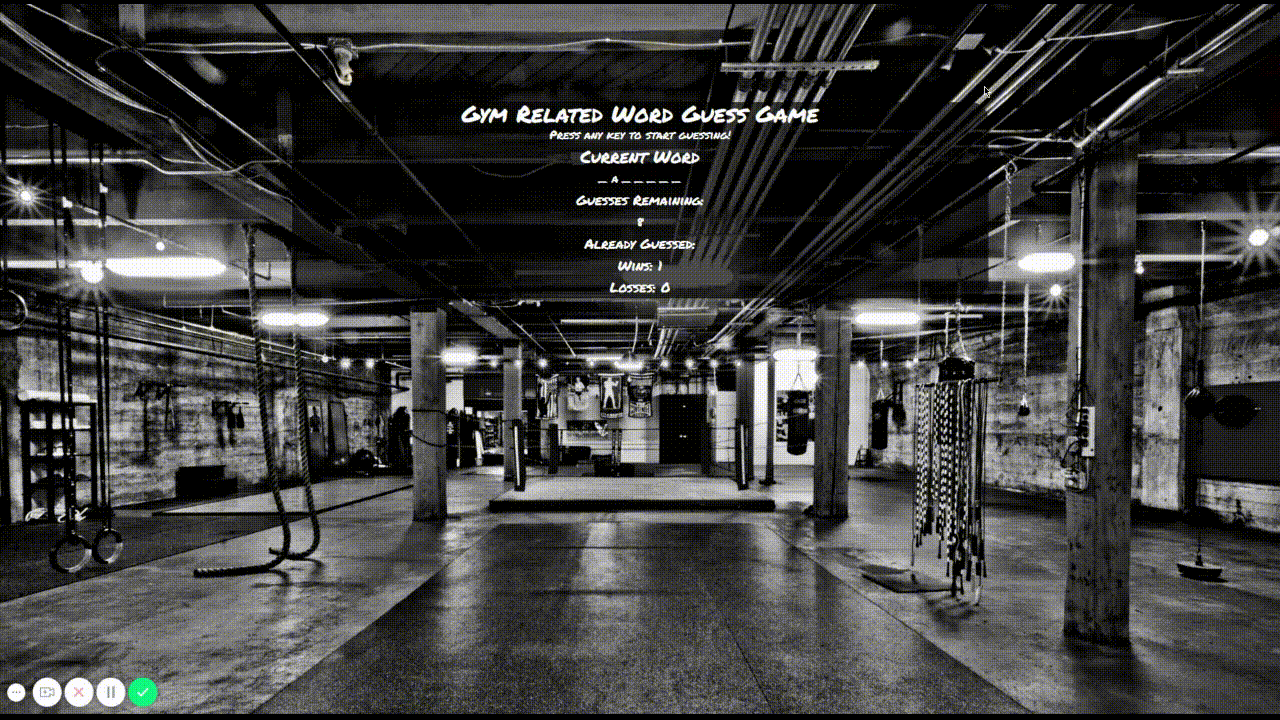 Gym Related Word Guess Game
Press any key to start guessing!
Current Word
_ A _ _ _ _ _
Guesses Remaining:
8
Already Guessed:
Wins: 1
Losses: 0